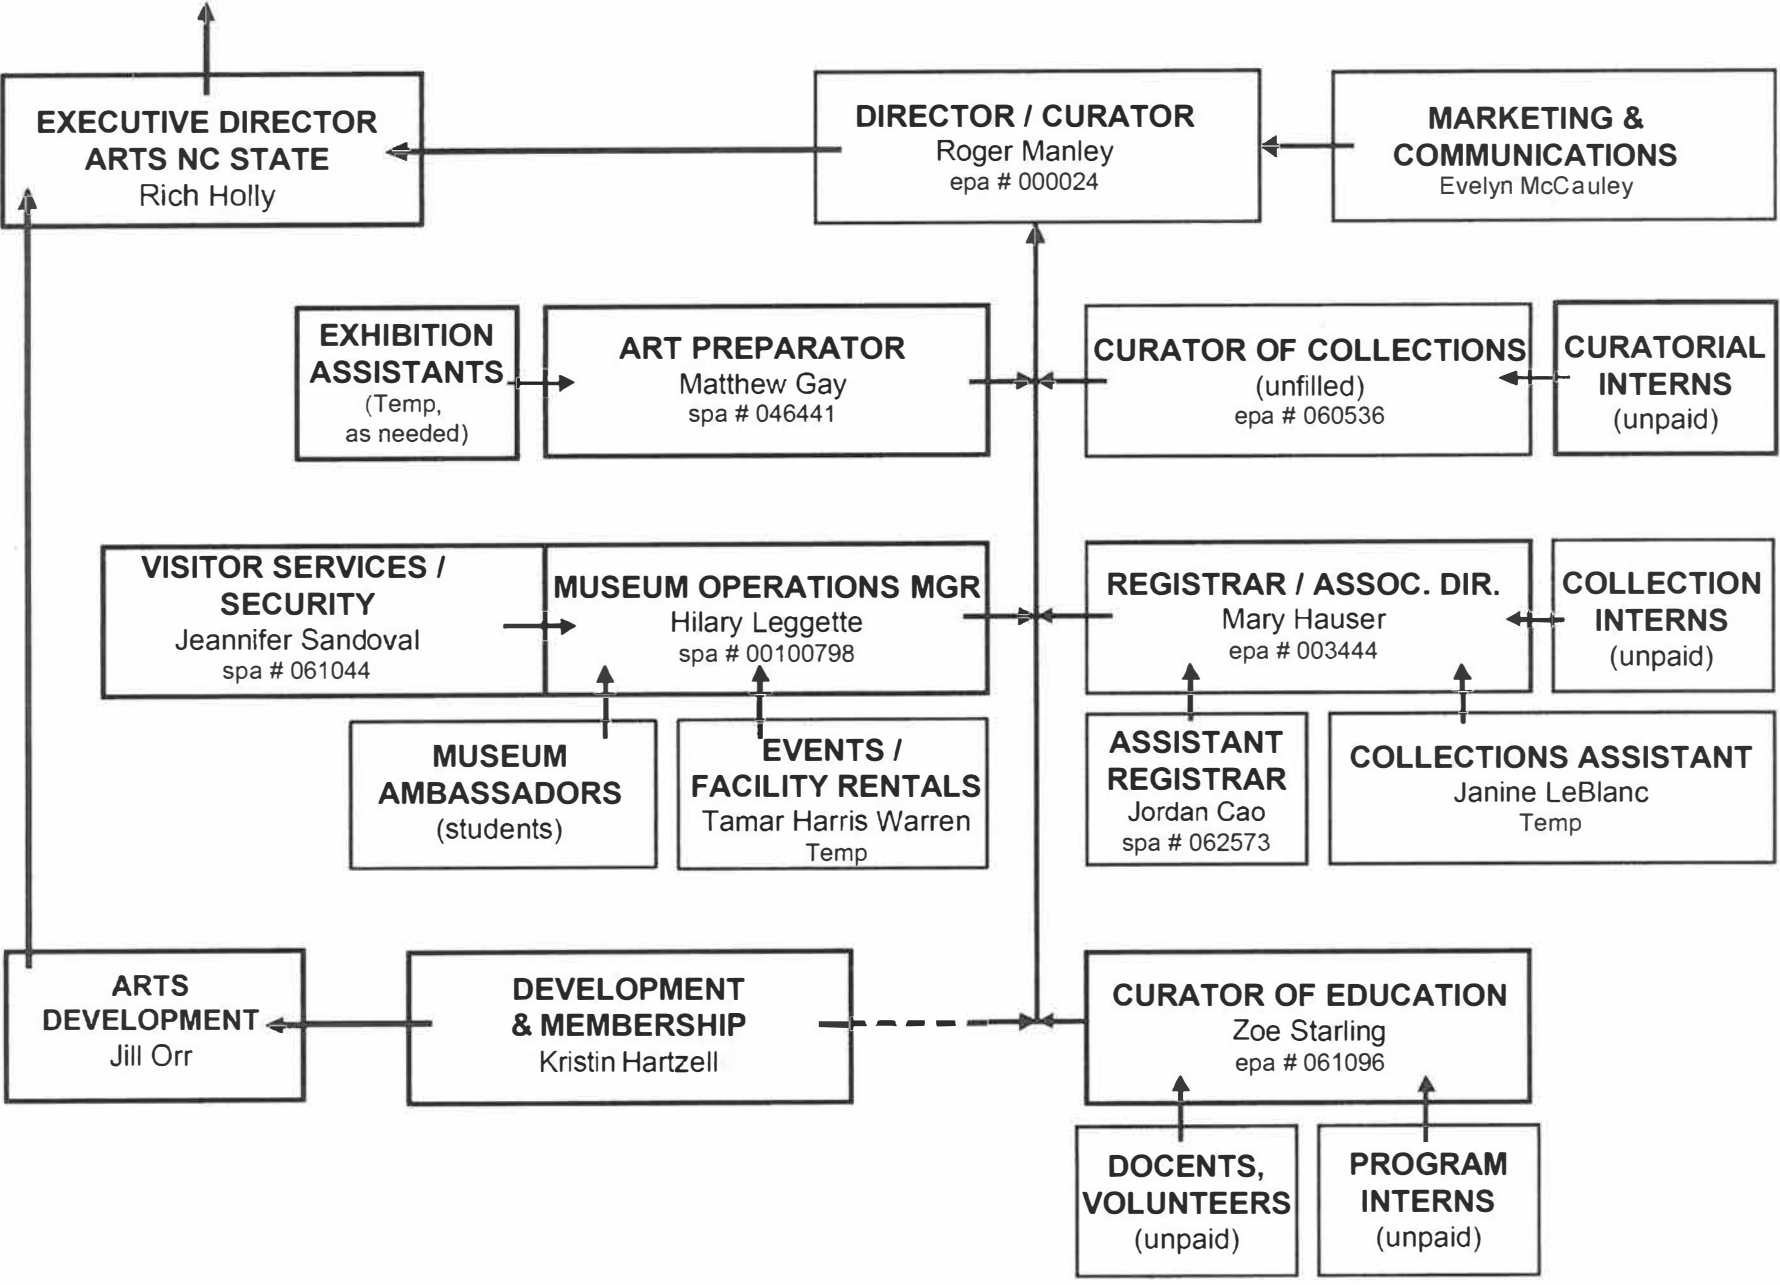 EXECUTIVE DIRECTOR
ARTS NC STATE
Rich Holly
DIRECTOR / CURATOR
Roger Manley
epa # 000024
MARKETING &
COMMUNICATIONS
Evelyn McCauley
EXHIBITION
ASSISTANTS
(Temp,
as needed)
ART PREPARATOR
Matthew Gay
spa # 046441
CURATOR OF COLLECTIONS
(unfilled)
epa # 060536
CURATORIAL
INTERNS
(unpaid)
VISITOR SERVICES /
SECURITY
Jeannifer Sandoval
spa # 061044
MUSEUM OPERATIONS MGR
Hilary Leggette
spa # 00100798
REGISTRAR / ASSOC. DIR.
Mary Hauser
epa # 003444
COLLECTION
INTERNS
(unpaid)
MUSEUM
AMBASSADORS
(students)
EVENTS /
FACILITY RENTALS
Tamar Harris Warren
Temp
ASSISTANT
REGISTRAR
Jordan Cao
spa # 062573
COLLECTIONS ASSISTANT
Janine LeBlanc
Temp
ARTS
DEVELOPMENT
Jill Orr
DEVELOPMENT
& MEMBERSHIP
Kristin Hartzell
CURATOR OF EDUCATION
Zoe Starling
epa # 061096
DOCENTS,
VOLUNTEERS
(unpaid)
PROGRAM
INTERNS
(unpaid)